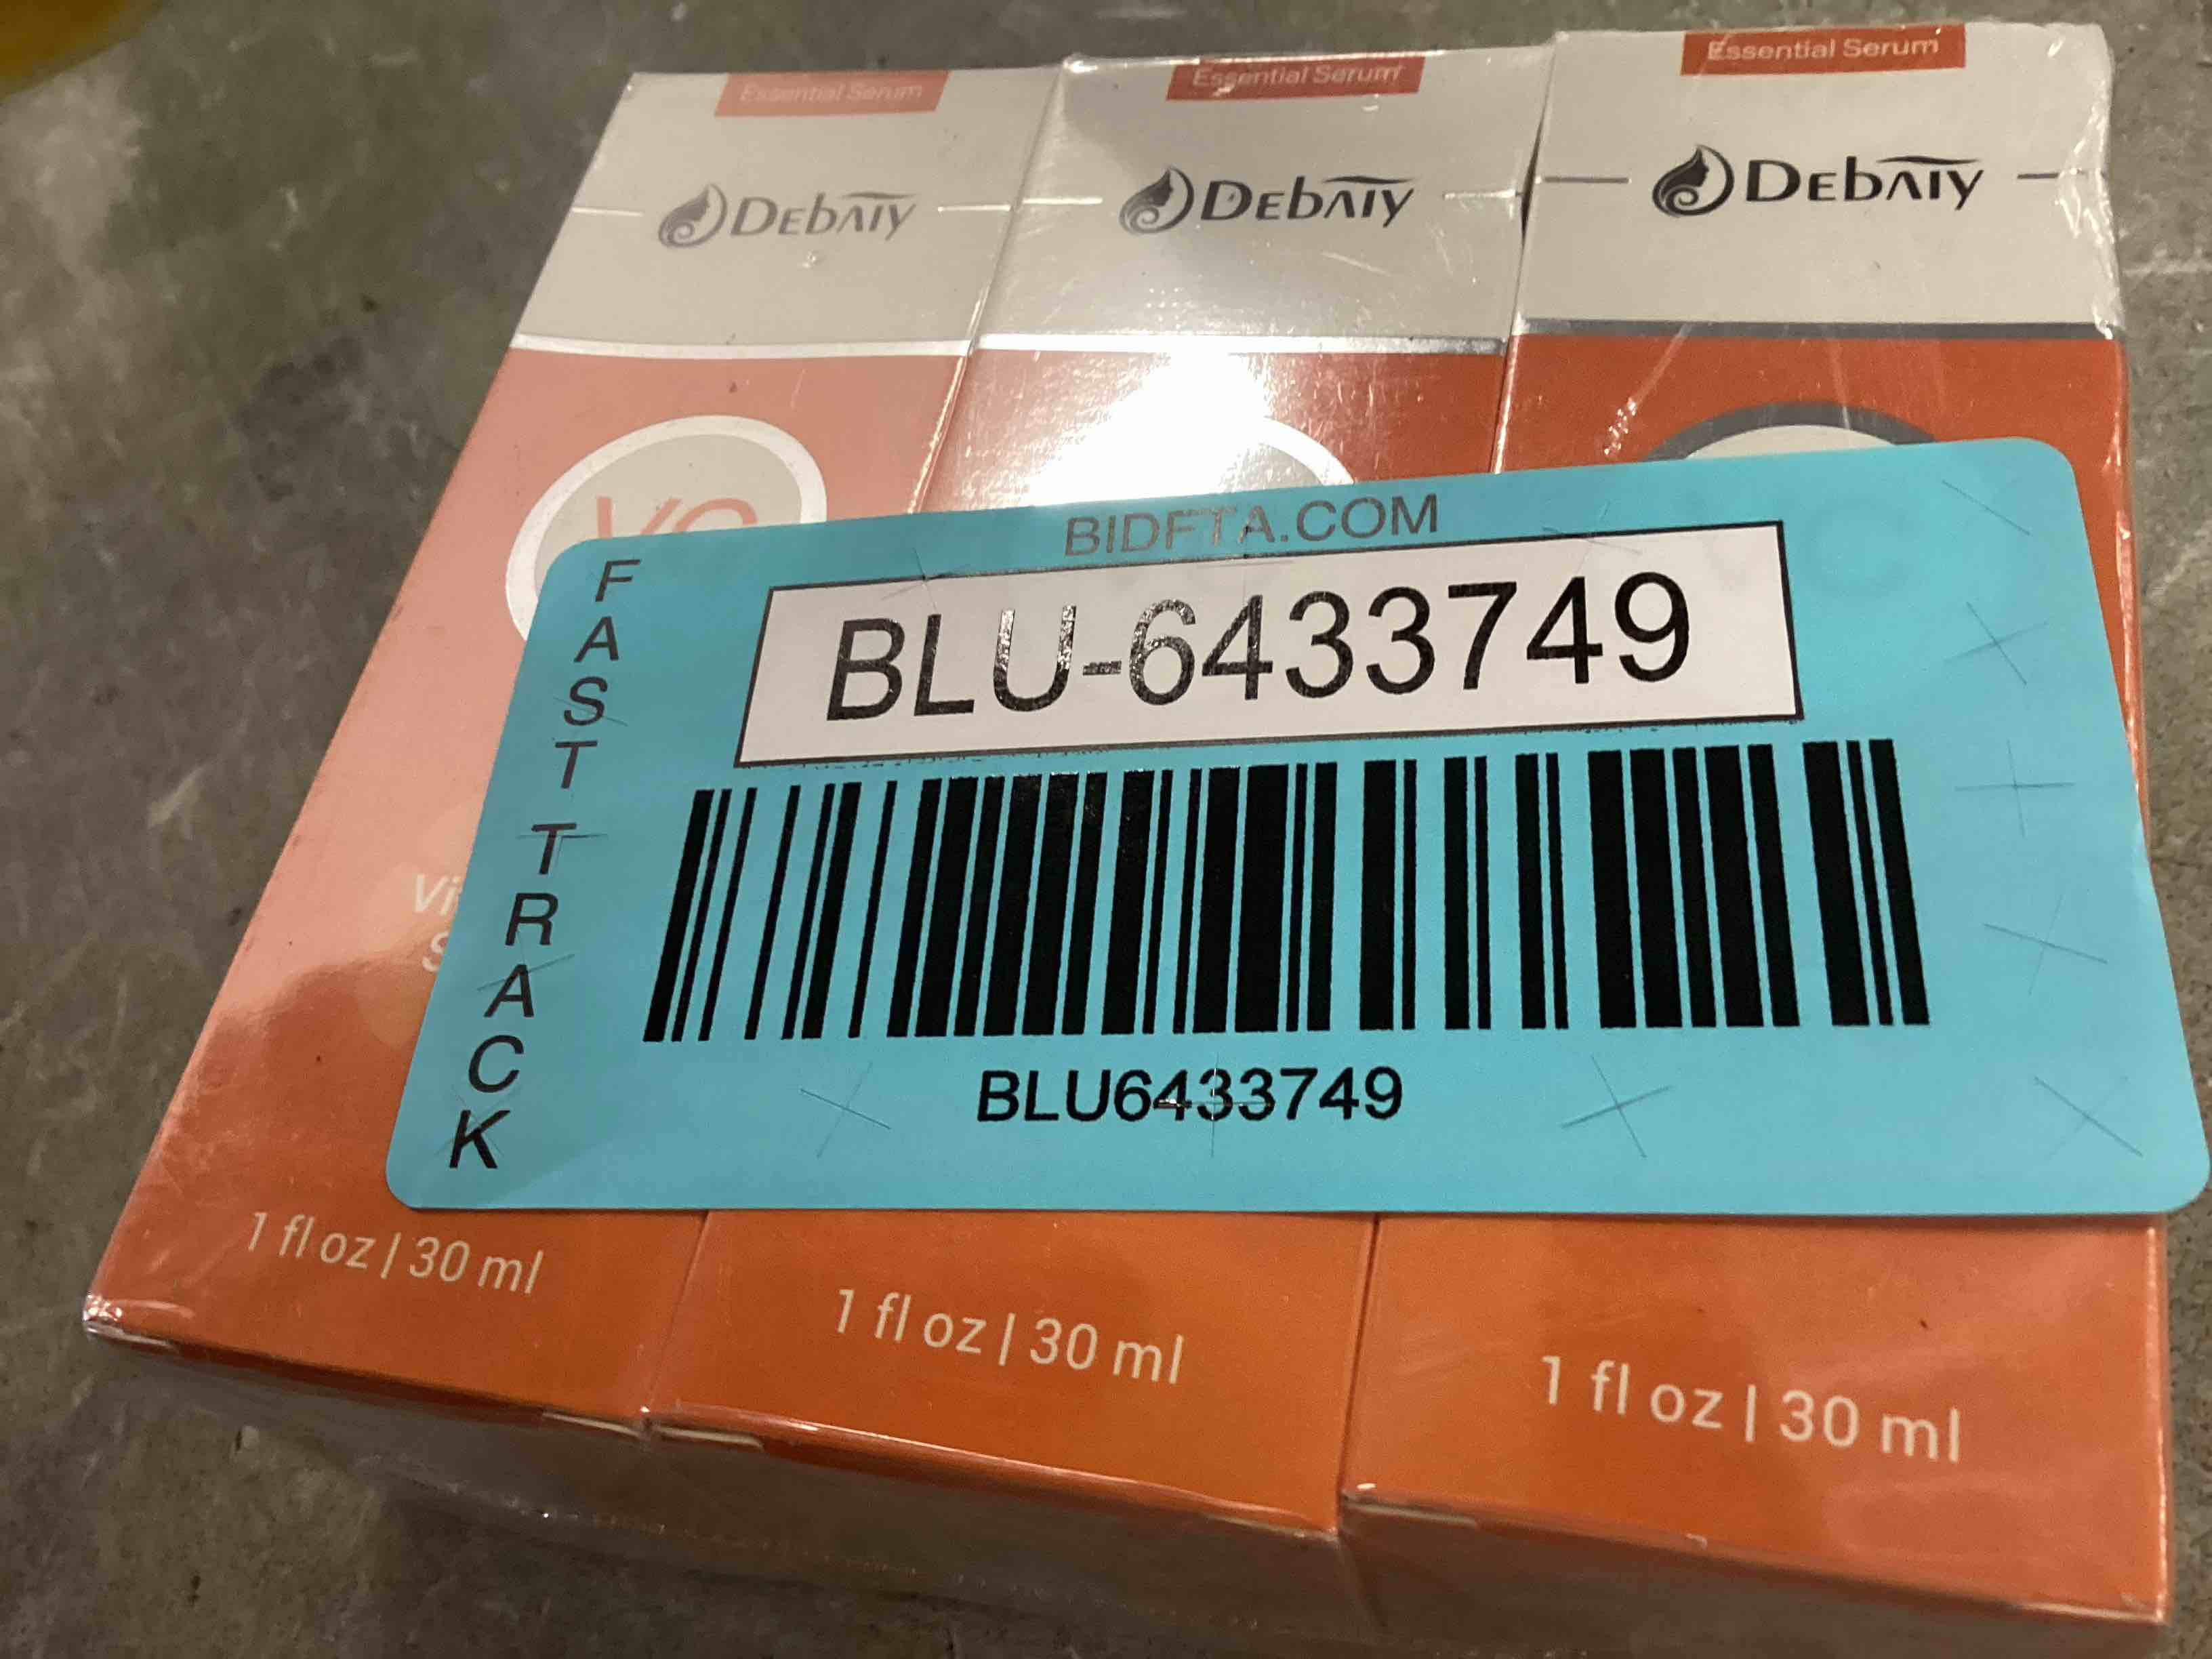 Essential Serum
Essential Serum
Essential Serum
DEBAIY
DEBAIY
DEBAIY
VC
BIDFTA.COM
FAST TRACK
BLU-6433749
BLU6433749
1 fl oz | 30 ml
1 fl oz | 30 ml
1 fl oz | 30 ml